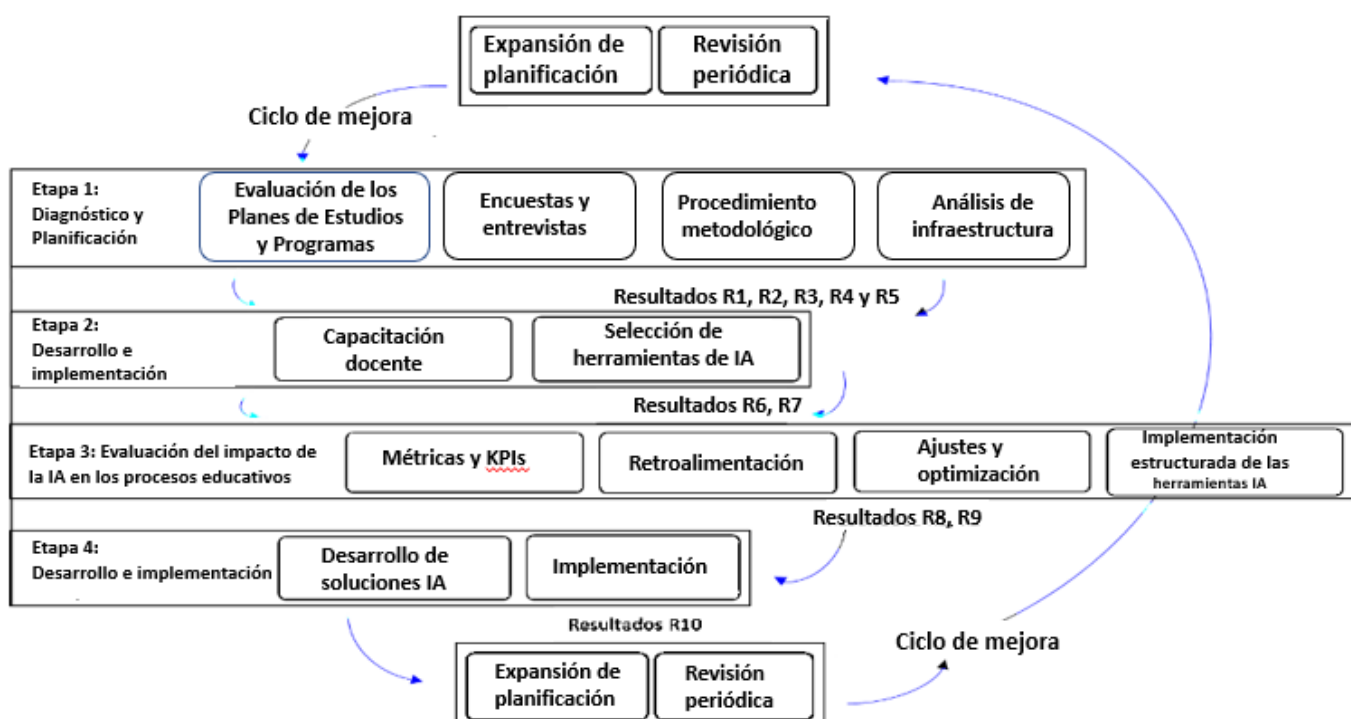 Expansión de
planificación
Revisión
periódica
Ciclo de mejora
Etapa 1:
Diagnóstico y
Planificación
Evaluación de los
Planes de Estudios
y Programas
Encuestas y
entrevistas
Procedimiento
metodológico
Análisis de
infraestructura
Resultados R1, R2, R3, R4 y R5
Etapa 2:
Desarrollo e
implementación
Capacitación
docente
Selección de
herramientas de IA
Resultados R6, R7
Etapa 3: Evaluación del impacto de
la IA en los procesos educativos
Métricas y KPIs
Retroalimentación
Ajustes y
optimización
Implementación
estructurada de las
herramientas IA
Resultados R8, R9
Etapa 4:
Desarrollo e implementación
Desarrollo de
soluciones IA
Implementación
Resultados R10
Ciclo de mejora
Expansión de
planificación
Revisión
periódica